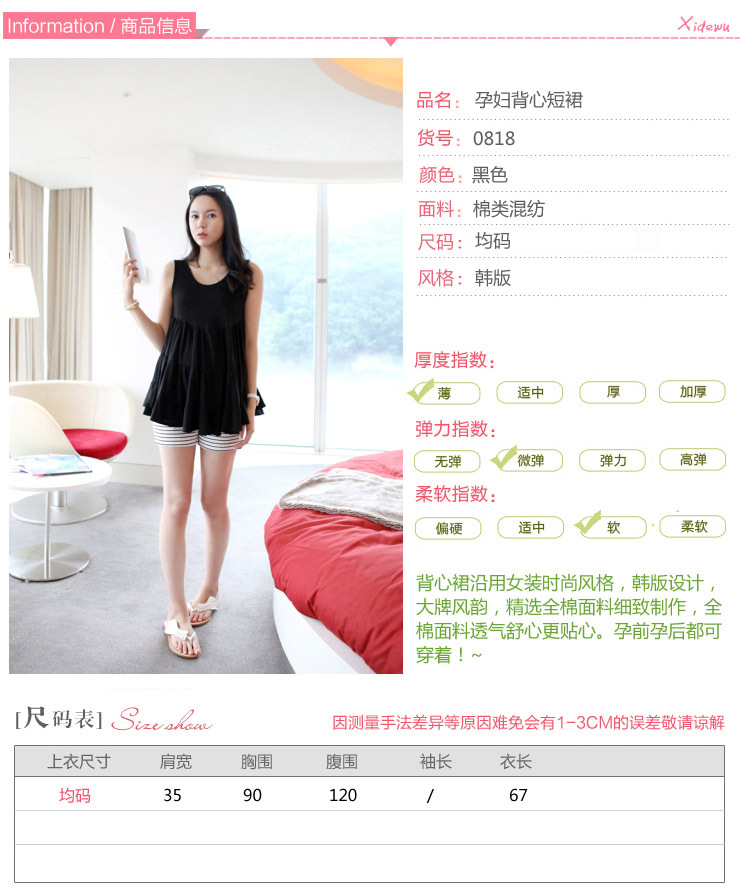 Information / 商品信息
Xidewu
品名： 孕妇背心短裙
货号： 0818
颜色： 黑色
面料： 棉类混纺
尺码： 均码
风格： 韩版
厚度指数：
薄 适中 厚 加厚
弹力指数：
无弹 微弹 弹力 高弹
柔软指数：
偏硬 适中 软 柔软
背心裙沿用女装时尚风格，韩版设计，
大牌风韵，精选全棉面料细致制作，全
棉面料透气舒心更贴心。孕前孕后都可
穿着！~
[尺码表] Size show
因测量手法差异等原因难免会有1-3CM的误差敬请谅解
上衣尺寸 肩宽 胸围 腹围 袖长 衣长
均码 35 90 120 / 67